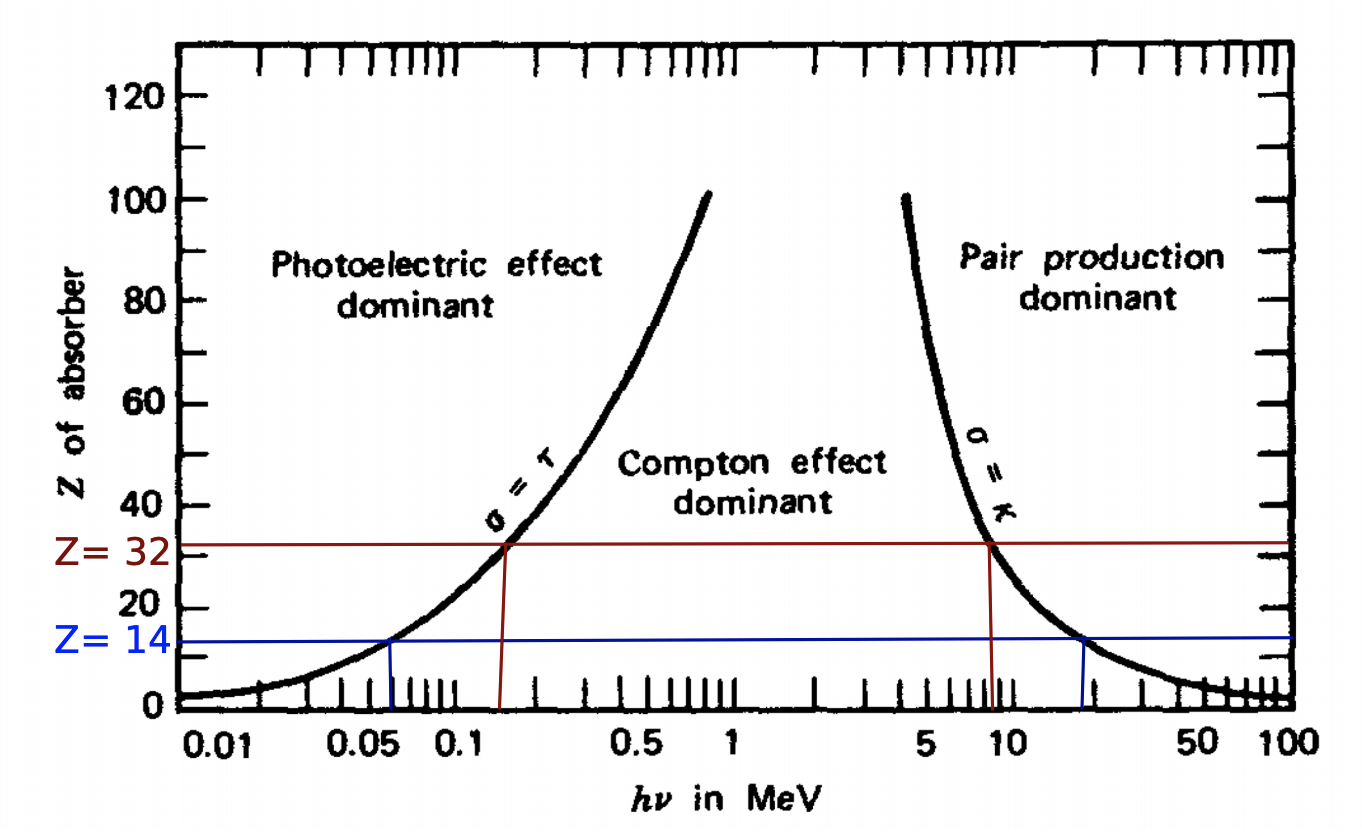 120
100
80
60
40
20
0
Z of absorber
Photoelectric effect
dominant
Pair production
dominant
Compton effect
dominant
σ = τ
σ = κ
Z= 32
Z= 14
0.01 0.05 0.1 0.5 1 5 10 50 100
hν in MeV